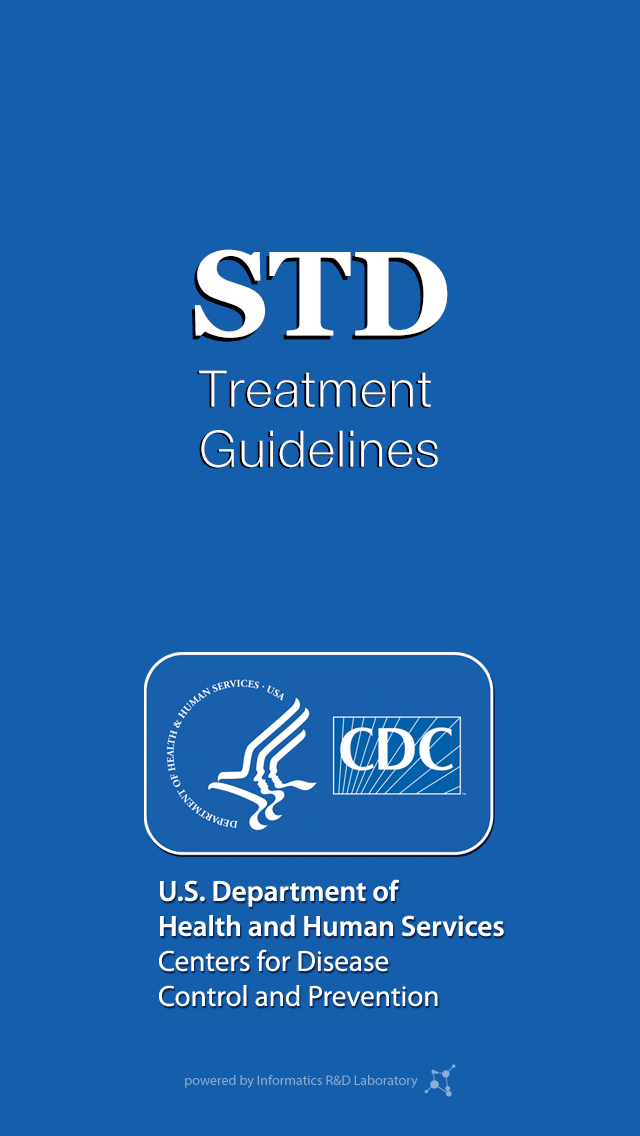 STD
Treatment
Guidelines
DEPARTMENT OF HEALTH & HUMAN SERVICES · USA
CDC
U.S. Department of
Health and Human Services
Centers for Disease
Control and Prevention
powered by Informatics R&D Laboratory